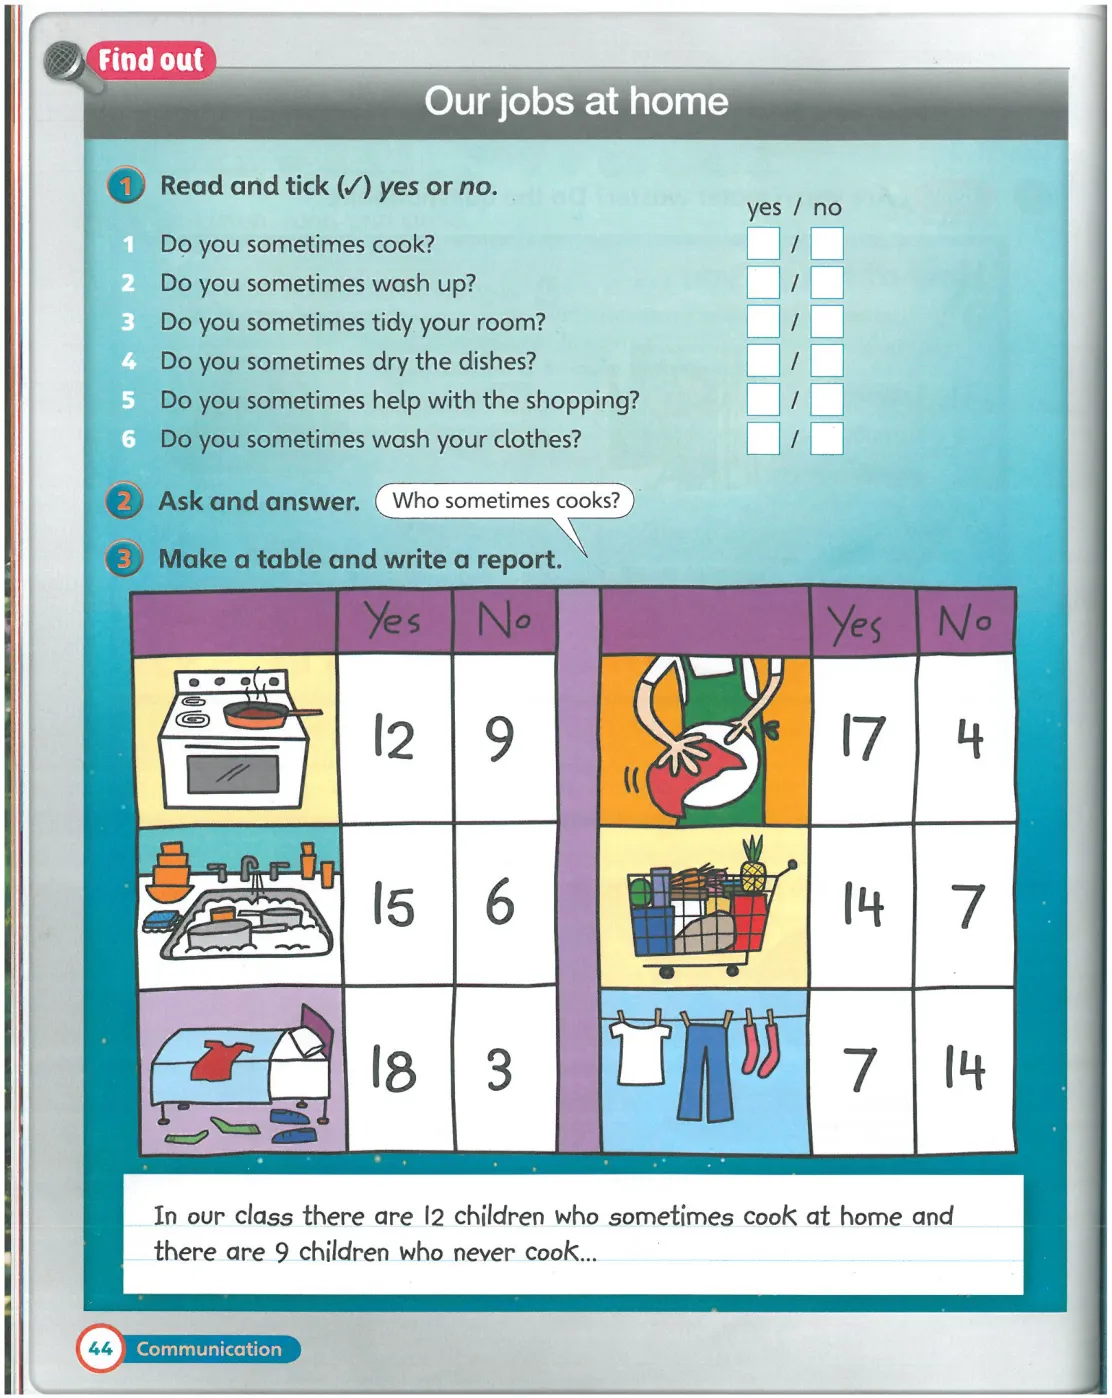 Find out
Our jobs at home
1 Read and tick (✓) yes or no.
yes / no
1 Do you sometimes cook? /
2 Do you sometimes wash up? /
3 Do you sometimes tidy your room? /
4 Do you sometimes dry the dishes? /
5 Do you sometimes help with the shopping? /
6 Do you sometimes wash your clothes? /
2 Ask and answer. Who sometimes cooks?
3 Make a table and write a report.
Yes No Yes No
12 9 17 4
15 6 14 7
18 3 7 14
In our class there are 12 children who sometimes cook at home and
there are 9 children who never cook...
44 Communication